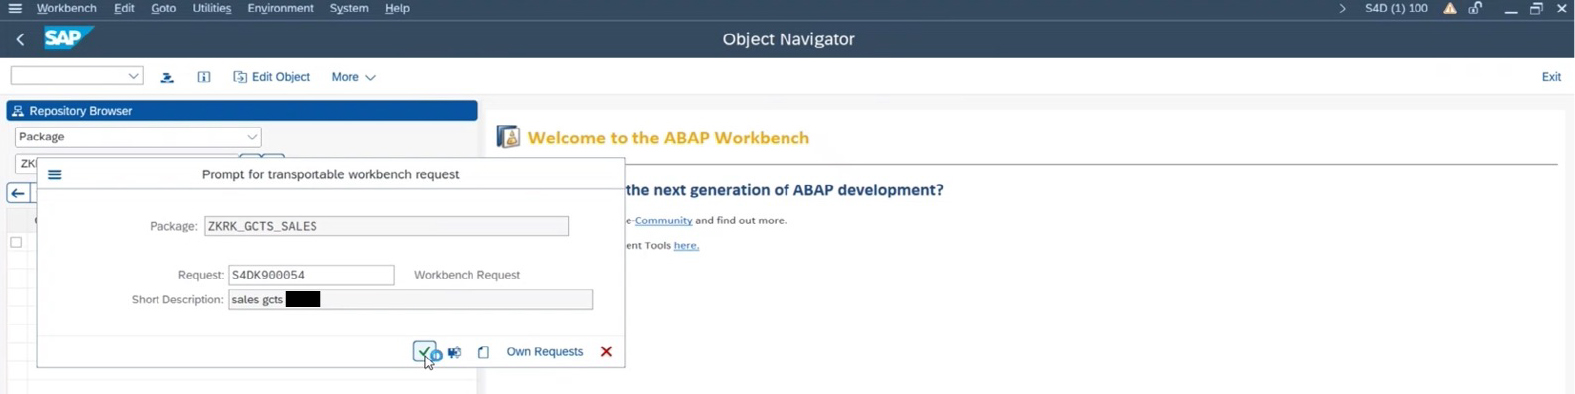 Workbench Edit Goto Utilities Environment System Help S4D (1) 100
SAP Object Navigator
Edit Object More Exit
Repository Browser
Package
Welcome to the ABAP Workbench
ZK
Prompt for transportable workbench request
the next generation of ABAP development?
Package: ZKRK_GCTS_SALES
e Community and find out more.
ent Tools here.
Request: S4DK900054 Workbench Request
Short Description: sales gcts
Own Requests